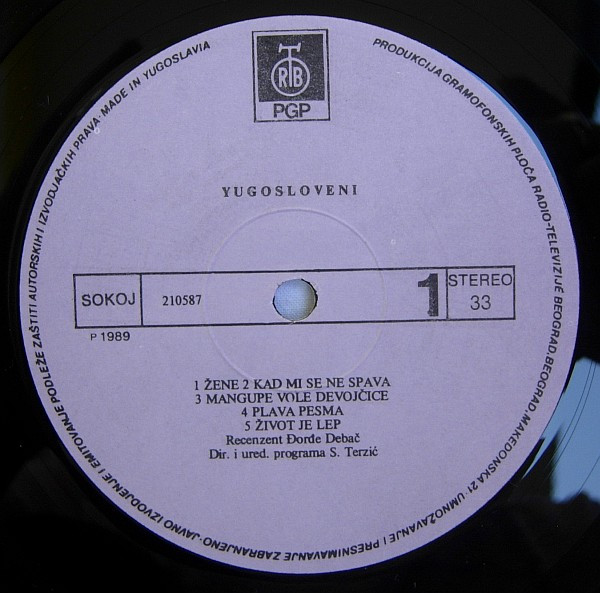 RTB
PGP
YUGOSLOVENI
SOKOJ
210587
1
STEREO
33
P 1989
1 ŽENE 2 KAD MI SE NE SPAVA
3 MANGUPE VOLE DEVOJČICE
4 PLAVA PESMA
5 ŽIVOT JE LEP
Recenzent Đorđe Debač
Dir. i ured. programa S. Terzić
PRODUKCIJA GRAMOFONSKIH PLOČA RADIO-TELEVIZIJE BEOGRAD, BEOGRAD, MAKEDONSKA 21 · UMNOŽAVANJE I PRESNIMAVANJE ZABRANJENO · JAVNO IZVODJENJE I EMITOVANJE PODLEŽE ZAŠTITI AUTORSKIH I IZVODJAČKIH PRAVA · MADE IN YUGOSLAVIA